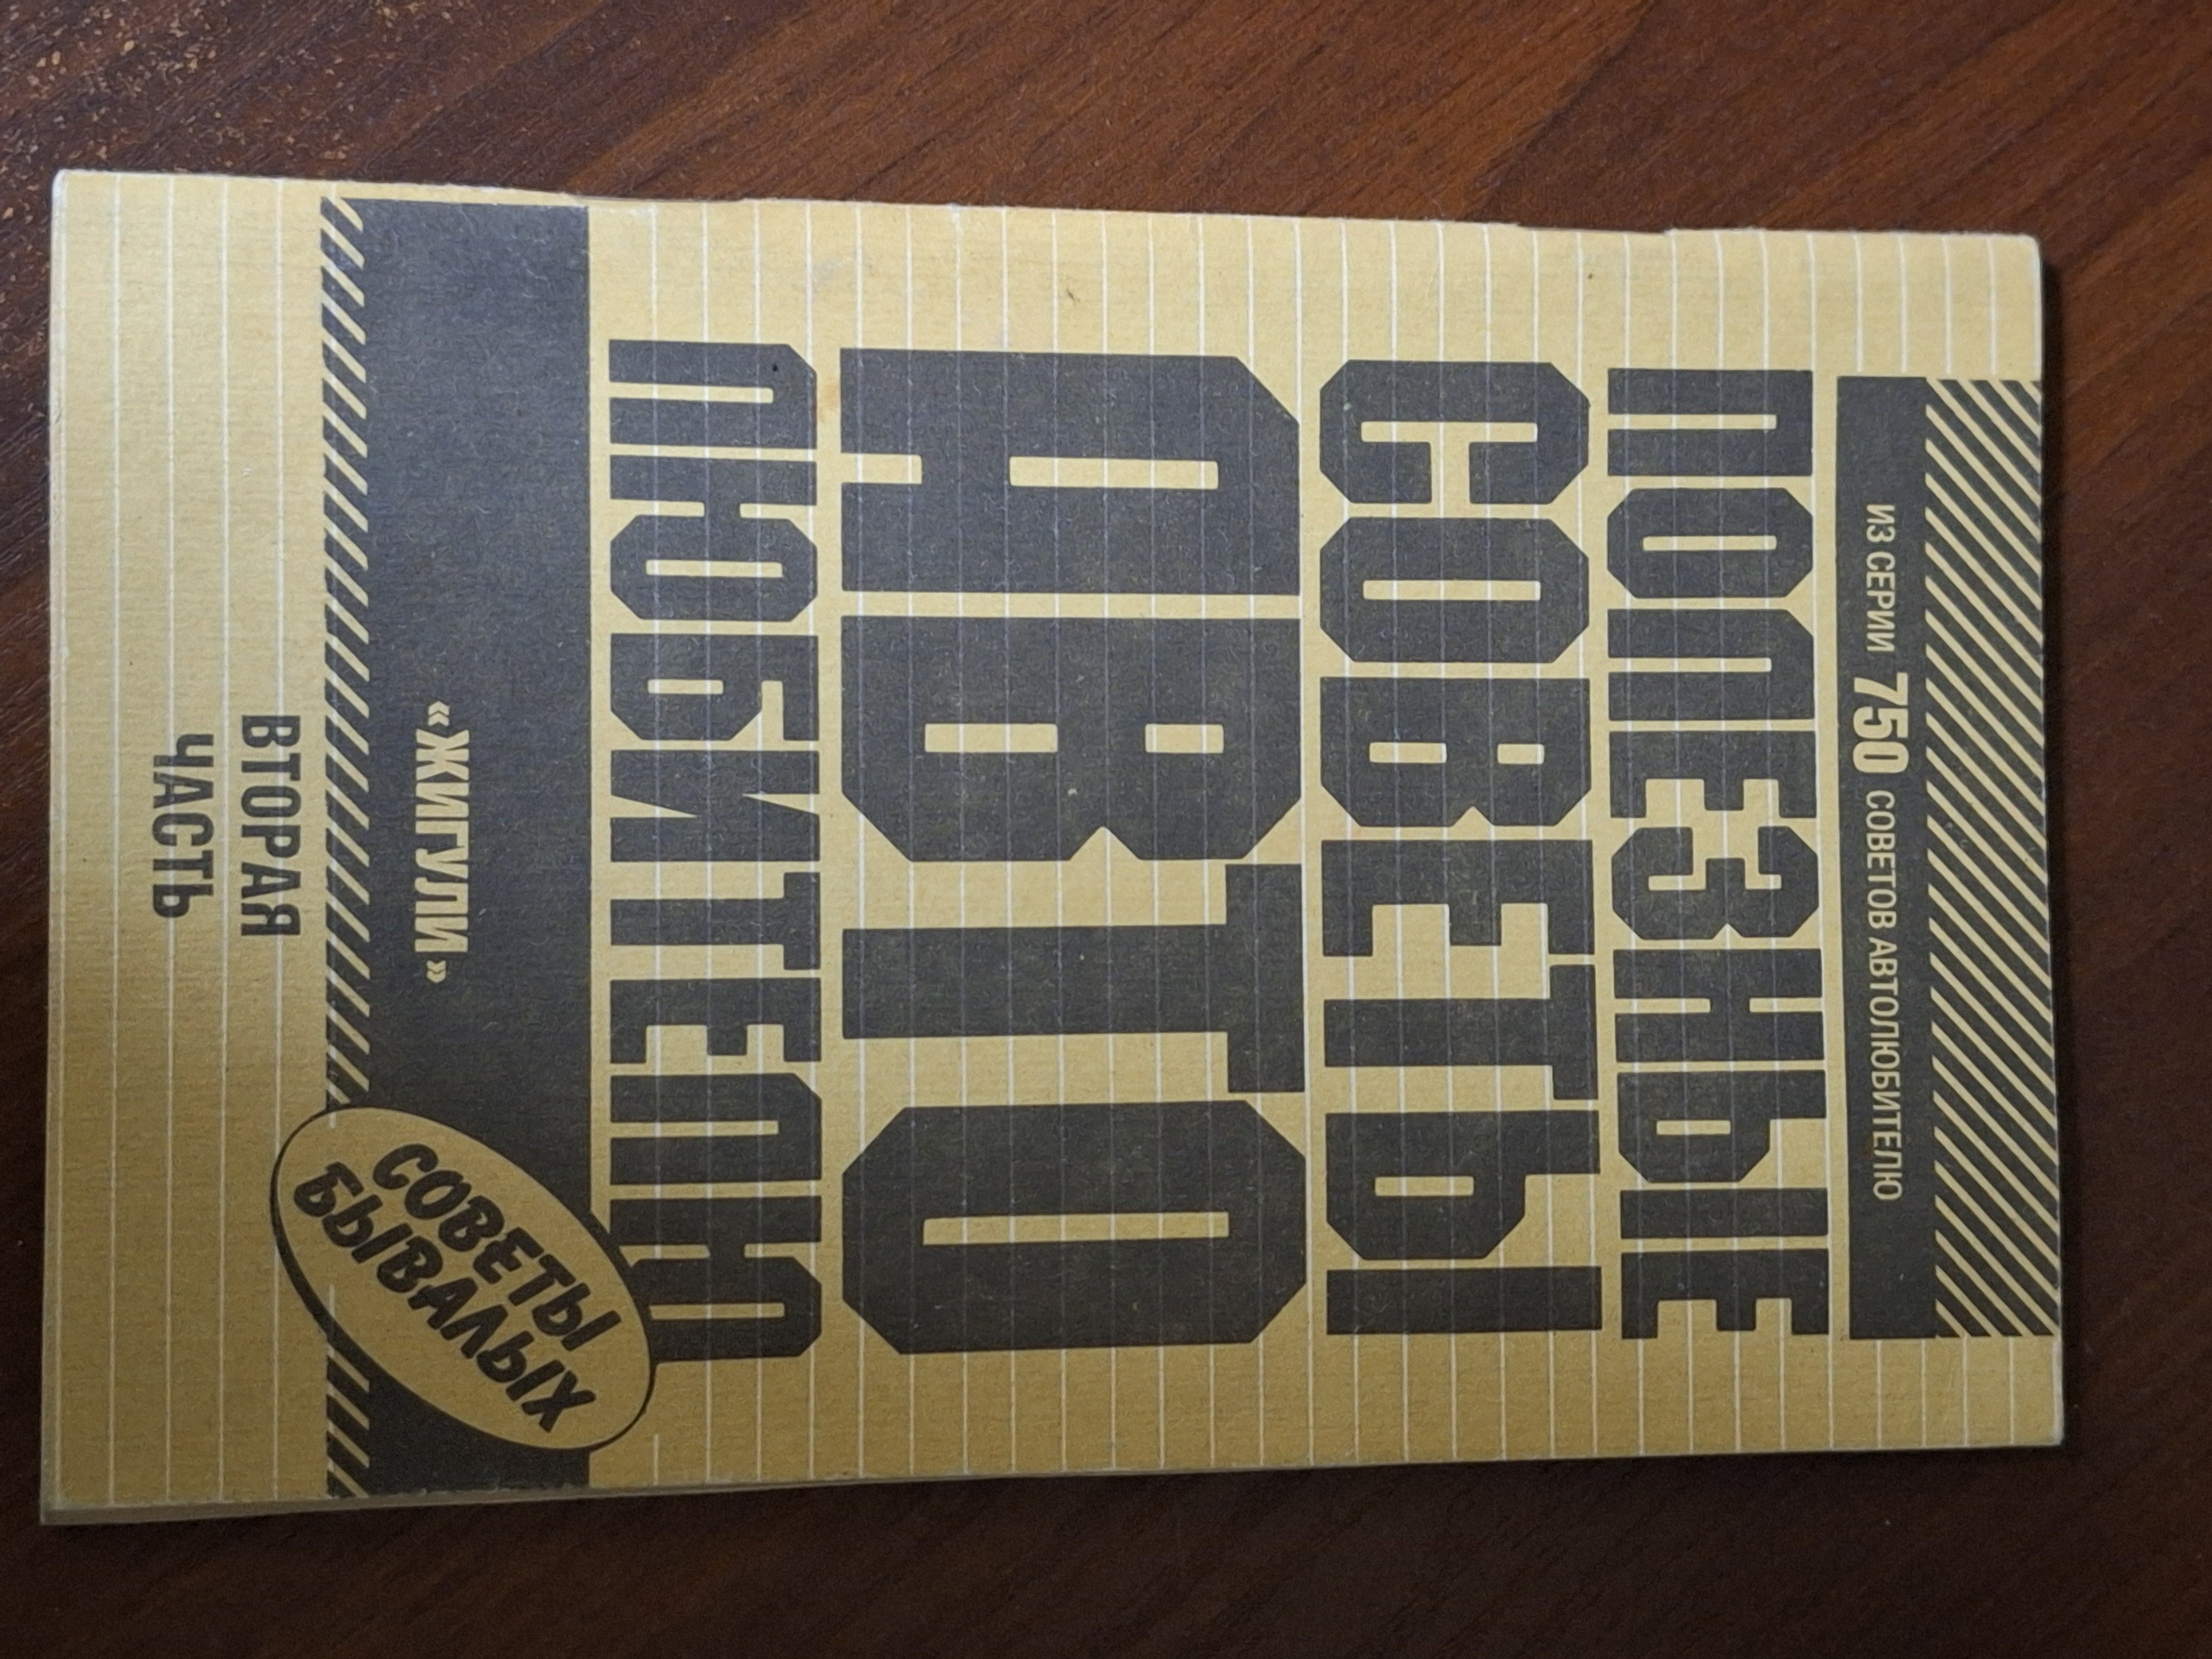 ИЗ СЕРИИ 750 СОВЕТОВ АВТОЛЮБИТЕЛЮ
ПОЛЕЗНЫЕ
СОВЕТЫ
АВТО
ЛЮБИТЕЛЮ
«ЖИГУЛИ»
СОВЕТЫ
БЫВАЛЫХ
ВТОРАЯ
ЧАСТЬ